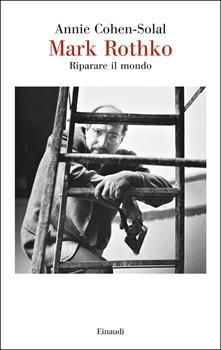 Annie Cohen-Solal
Mark Rothko
Riparare il mondo
Einaudi